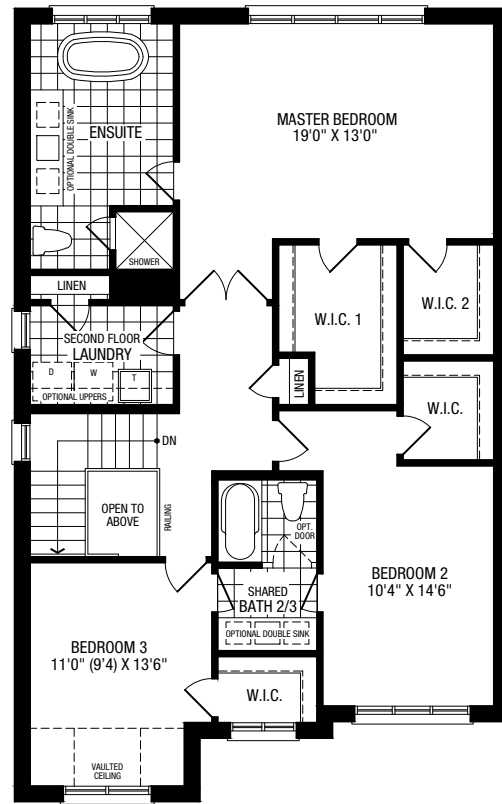 MASTER BEDROOM
19'0" X 13'0"
ENSUITE
OPTIONAL DOUBLE SINK
SHOWER
LINEN
W.I.C. 1
W.I.C. 2
SECOND FLOOR
LAUNDRY
D
W
T
OPTIONAL UPPERS
LINEN
W.I.C.
DN
OPEN TO
ABOVE
RAILING
OPT.
DOOR
SHARED
BATH 2/3
OPTIONAL DOUBLE SINK
BEDROOM 2
10'4" X 14'6"
BEDROOM 3
11'0" (9'4) X 13'6"
W.I.C.
VAULTED
CEILING